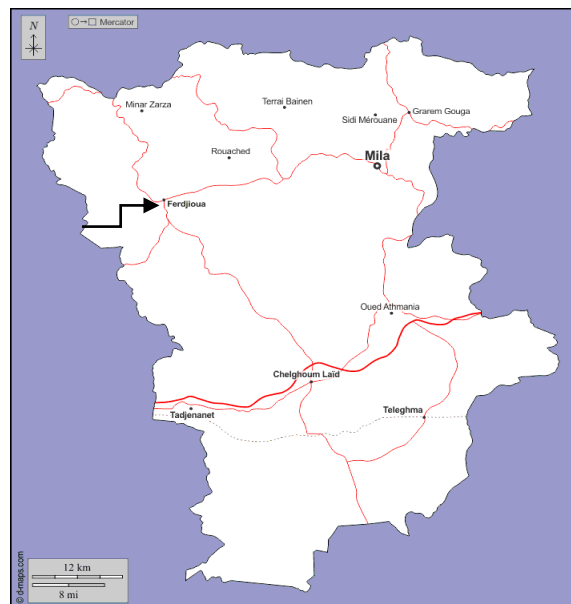 N
Mercator
Minar Zarza
Terrai Bainen
Sidi Mérouane
Grarem Gouga
Rouached
Mila
Ferdjioua
Oued Athmania
Chelghoum Laïd
Tadjenanet
Teleghma
12 km
8 mi
© d-maps.com